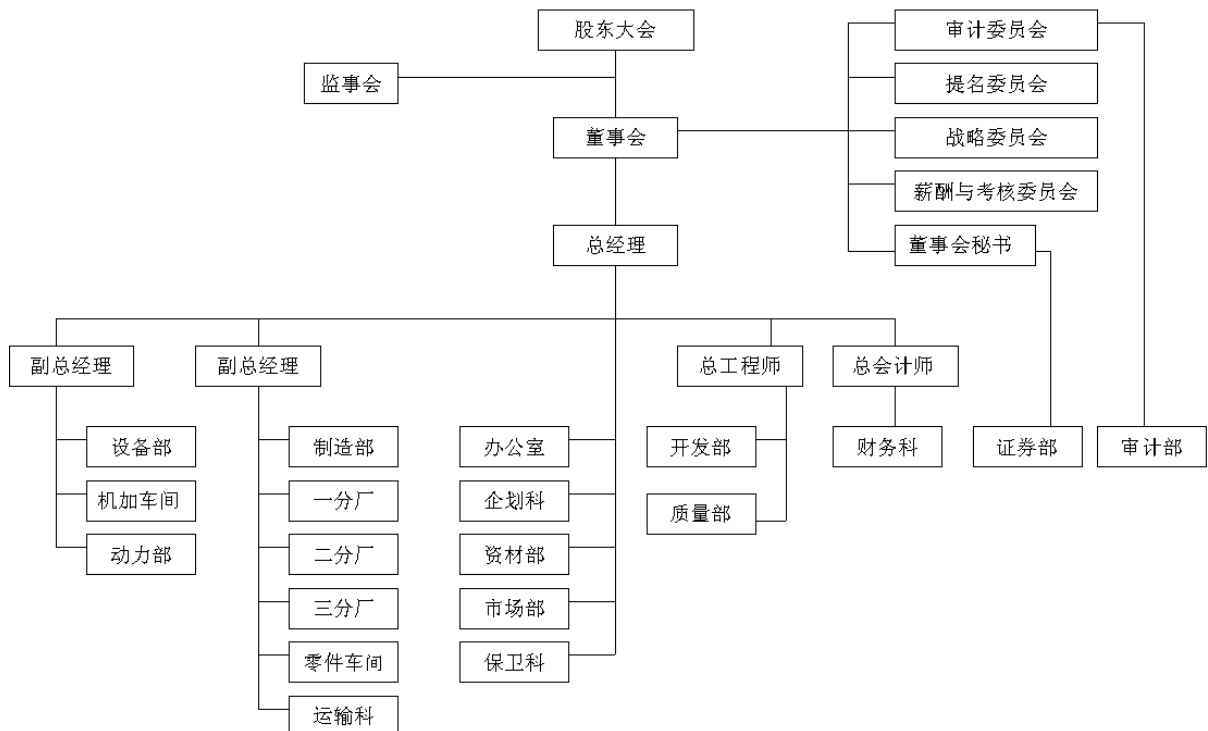 股东大会
审计委员会
监事会
提名委员会
董事会
战略委员会
薪酬与考核委员会
总经理
董事会秘书
副总经理
副总经理
总工程师
总会计师
设备部
制造部
办公室
开发部
财务科
证券部
审计部
机加车间
一分厂
企划科
质量部
动力部
二分厂
资材部
三分厂
市场部
零件车间
保卫科
运输科